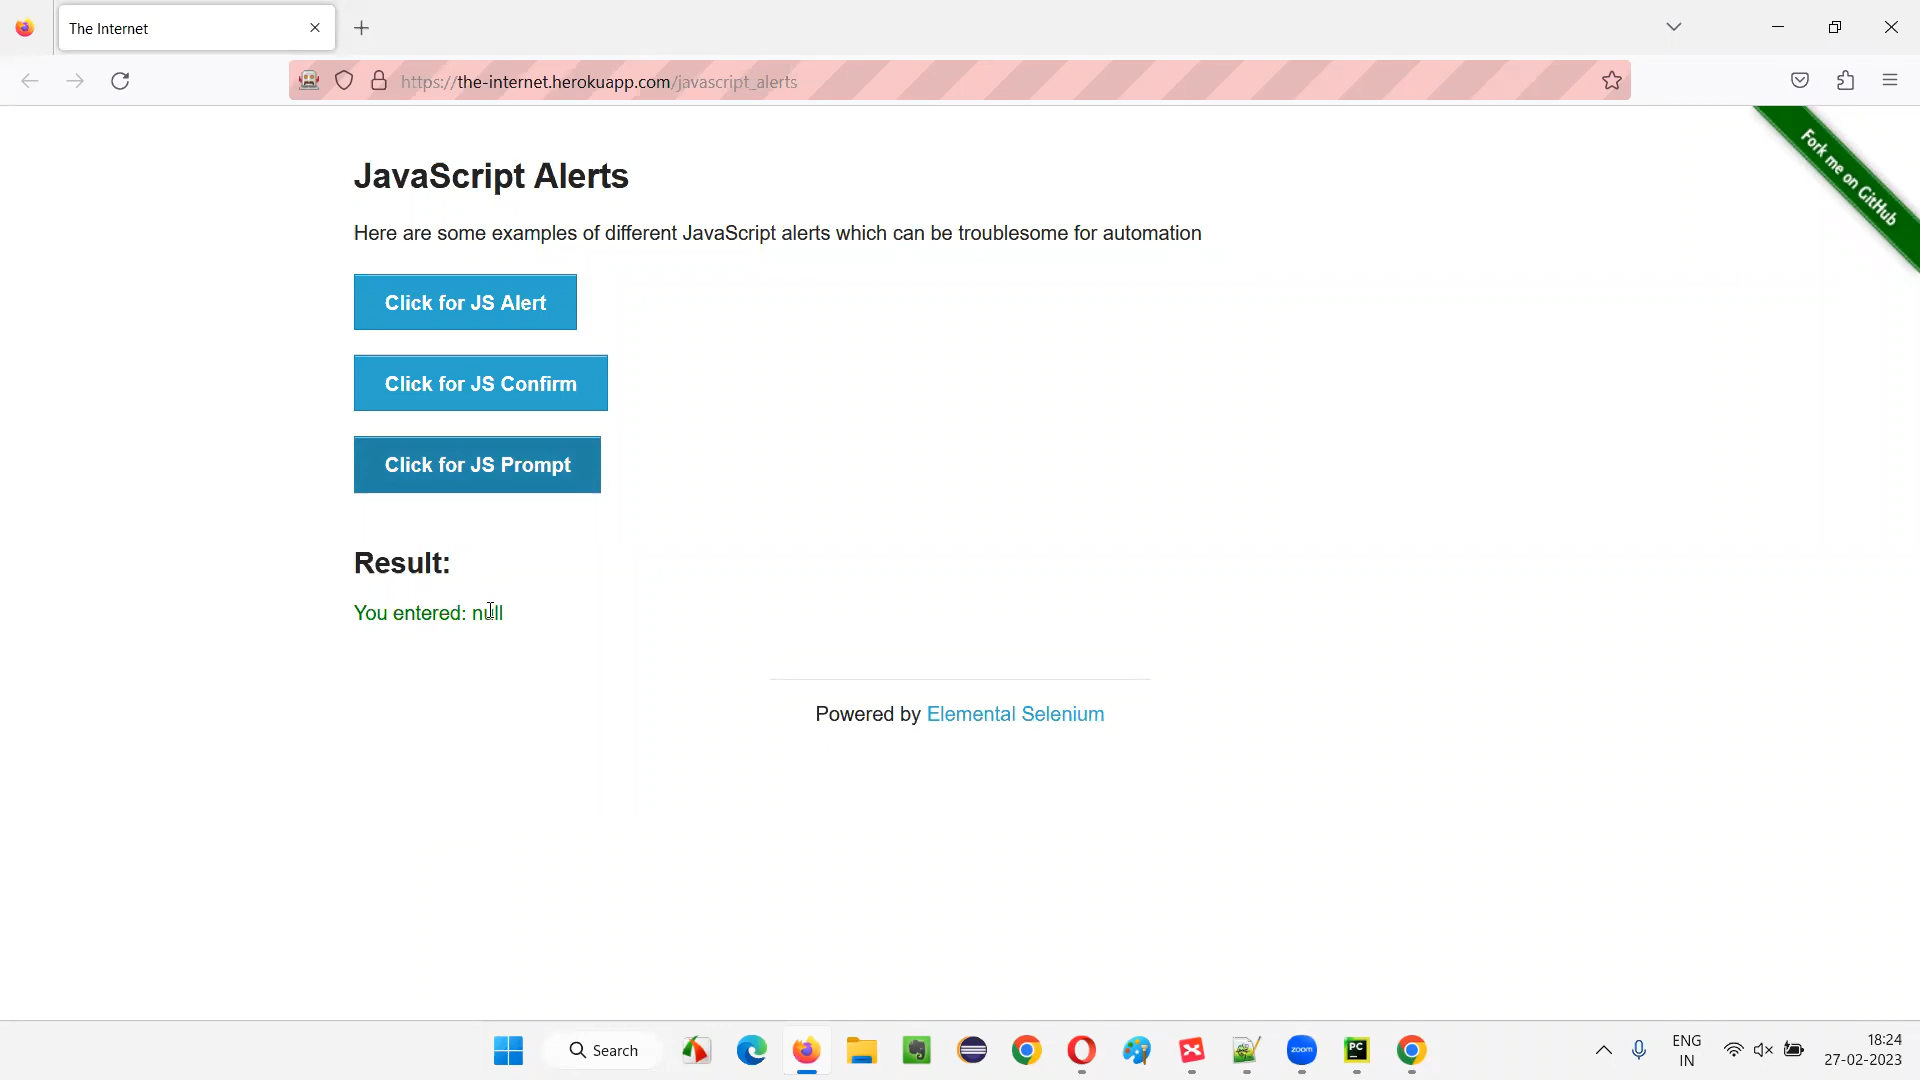 The Internet
https://the-internet.herokuapp.com/javascript_alerts
Fork me on GitHub
JavaScript Alerts
Here are some examples of different JavaScript alerts which can be troublesome for automation
Click for JS Alert
Click for JS Confirm
Click for JS Prompt
Result:
You entered: null
Powered by Elemental Selenium
Search
zoom
PC
ENG
IN
18:24
27-02-2023